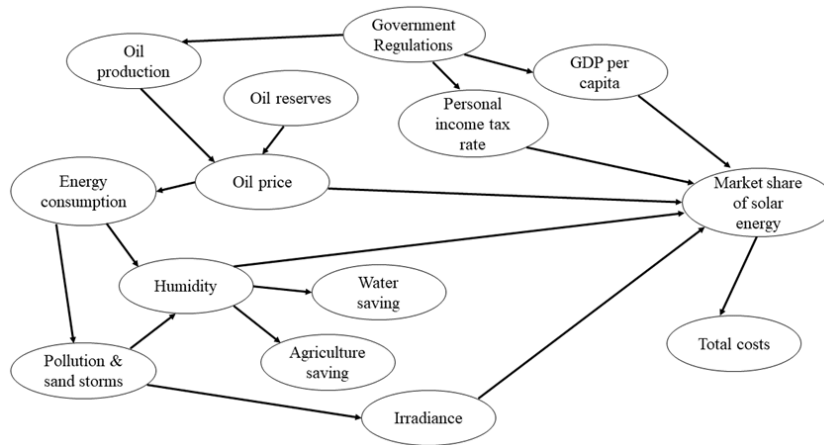 Government
Regulations
Oil
production
GDP per
capita
Oil reserves
Personal
income tax
rate
Energy
consumption
Oil price
Market share
of solar
energy
Humidity
Water
saving
Total costs
Pollution &
sand storms
Agriculture
saving
Irradiance